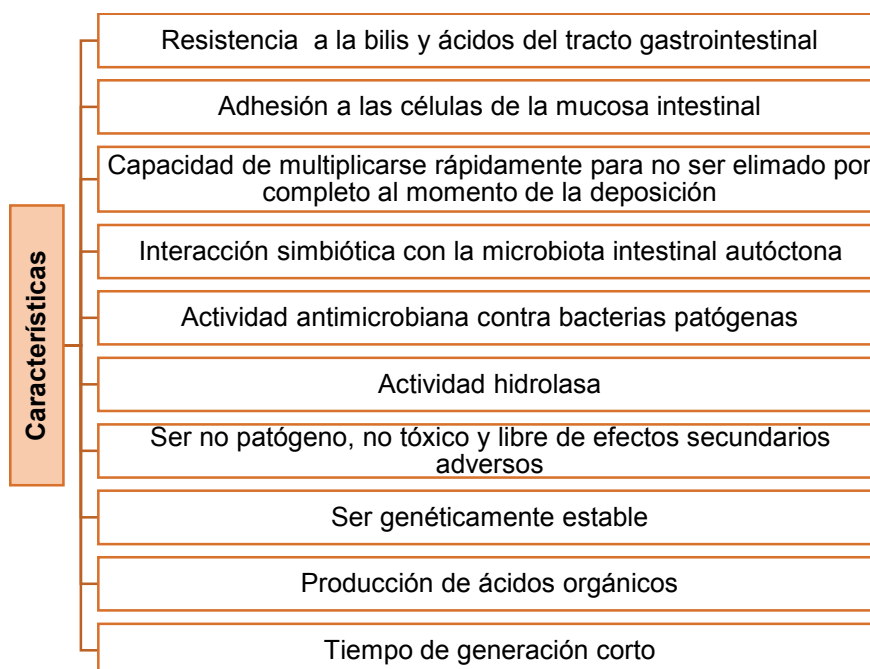 Características
Resistencia a la bilis y ácidos del tracto gastrointestinal
Adhesión a las células de la mucosa intestinal
Capacidad de multiplicarse rápidamente para no ser elimado por
completo al momento de la deposición
Interacción simbiótica con la microbiota intestinal autóctona
Actividad antimicrobiana contra bacterias patógenas
Actividad hidrolasa
Ser no patógeno, no tóxico y libre de efectos secundarios
adversos
Ser genéticamente estable
Producción de ácidos orgánicos
Tiempo de generación corto